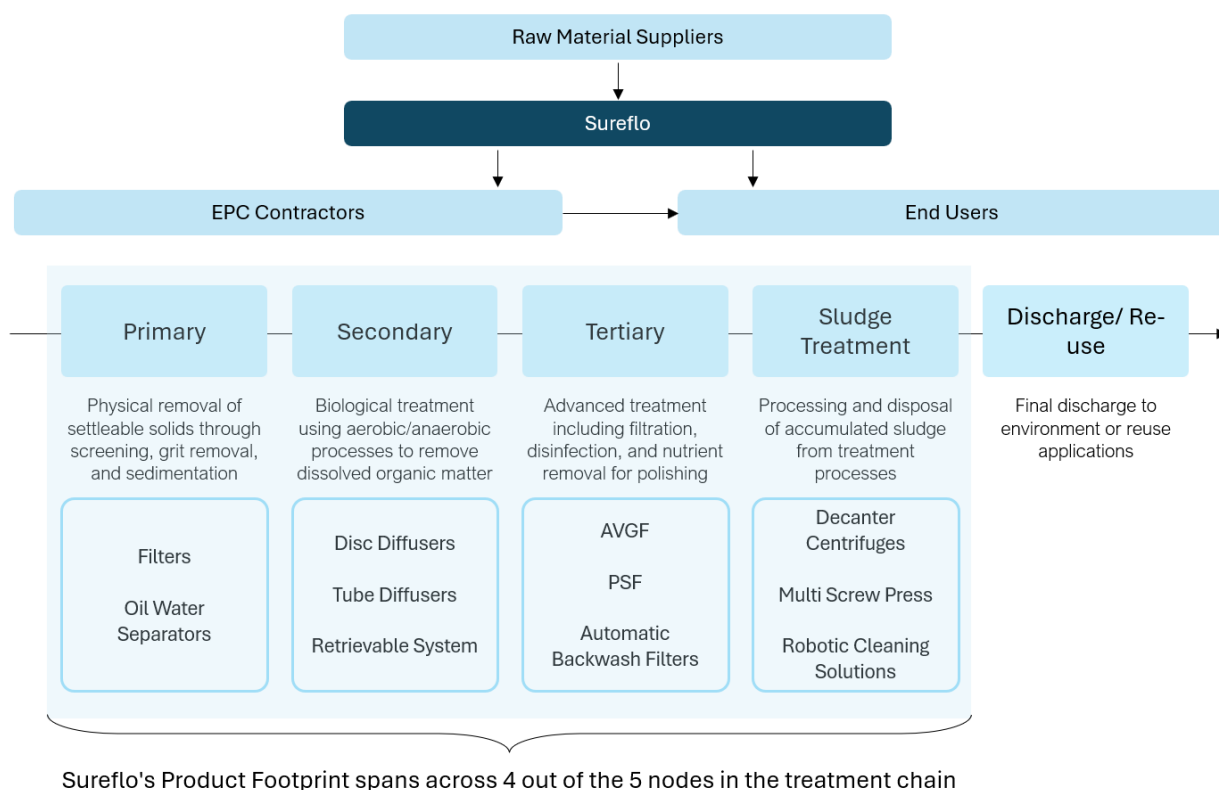 Raw Material Suppliers
Sureflo
EPC Contractors
End Users
Primary
Secondary
Tertiary
Sludge
Treatment
Discharge/ Re-
use
Physical removal of
settleable solids through
screening, grit removal,
and sedimentation
Biological treatment
using aerobic/anaerobic
processes to remove
dissolved organic matter
Advanced treatment
including filtration,
disinfection, and nutrient
removal for polishing
Processing and disposal
of accumulated sludge
from treatment
processes
Final discharge to
environment or reuse
applications
Filters
Oil Water
Separators
Disc Diffusers
Tube Diffusers
Retrievable System
AVGF
PSF
Automatic
Backwash Filters
Decanter
Centrifuges
Multi Screw Press
Robotic Cleaning
Solutions
Sureflo's Product Footprint spans across 4 out of the 5 nodes in the treatment chain